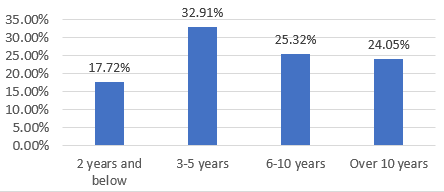 35.00%
30.00%
25.00%
20.00%
15.00%
10.00%
5.00%
0.00%
17.72%
32.91%
25.32%
24.05%
2 years and
below
3-5 years
6-10 years
Over 10 years